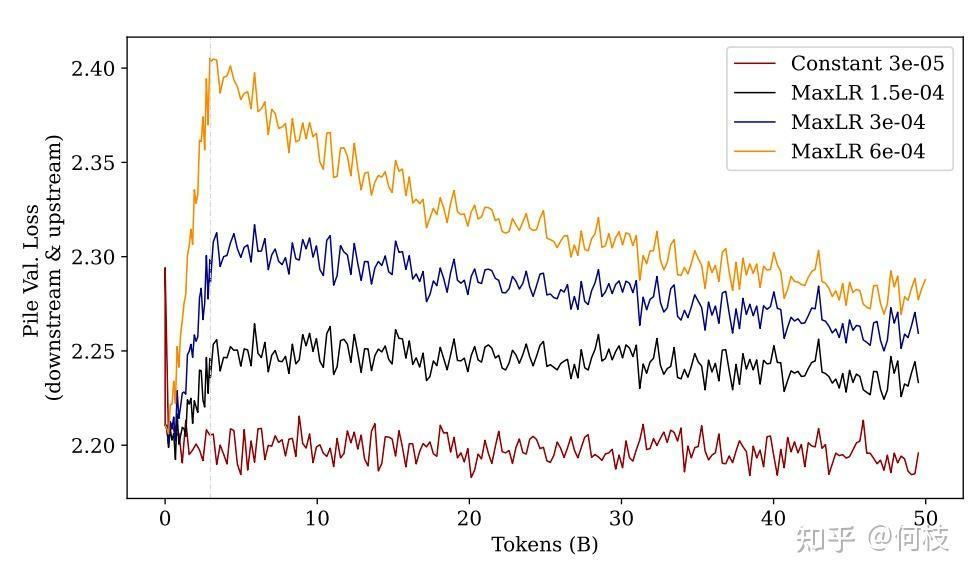 2.40
2.35
2.30
2.25
2.20
Pile Val. Loss
(downstream & upstream)
Constant 3e-05
MaxLR 1.5e-04
MaxLR 3e-04
MaxLR 6e-04
0 10 20 30 40 50
Tokens (B)
知乎 @何枝